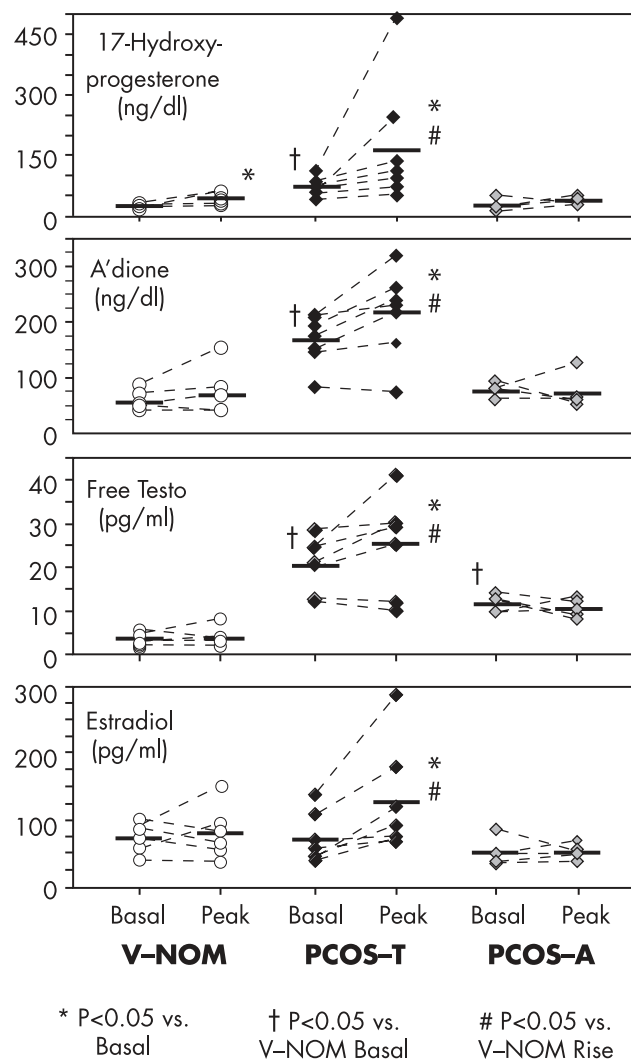 450
17-Hydroxy-
progesterone
(ng/dl)
300
150
0
*
†
*
#
300
A'dione
(ng/dl)
200
100
0
†
*
#
40
Free Testo
(pg/ml)
30
20
10
0
†
*
#
†
300
Estradiol
(pg/ml)
200
100
0
*
#
Basal Peak Basal Peak Basal Peak
V–NOM PCOS–T PCOS–A
* P<0.05 vs. † P<0.05 vs. # P<0.05 vs.
Basal V–NOM Basal V–NOM Rise